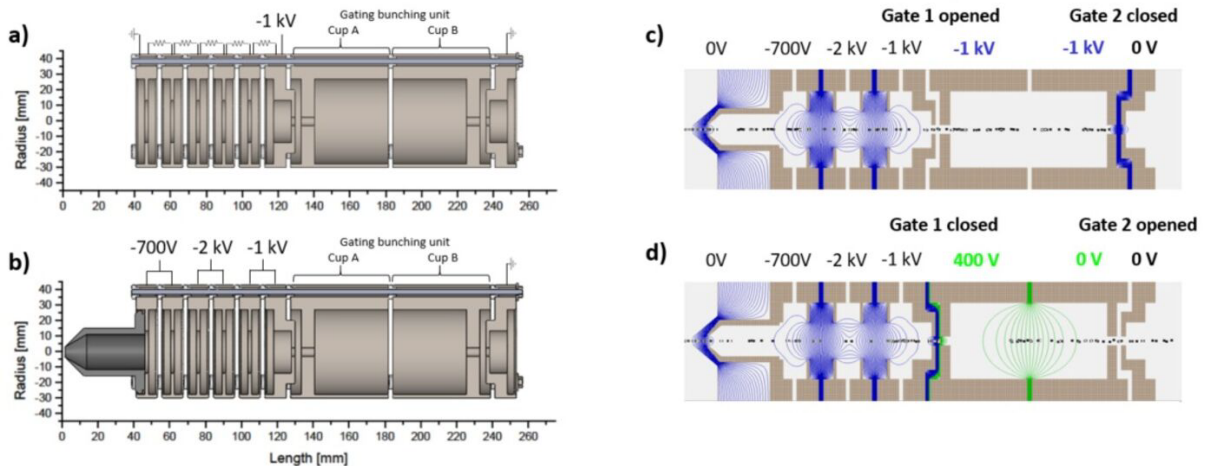 a)
-1 kV
Gating bunching unit
Cup A Cup B
Radius [mm]
40
30
20
10
0
-10
-20
-30
-40
0 20 40 60 80 100 120 140 160 180 200 220 240 260
b)
-700V -2 kV -1 kV
Gating bunching unit
Cup A Cup B
Radius [mm]
40
30
20
10
0
-10
-20
-30
-40
0 20 40 60 80 100 120 140 160 180 200 220 240 260
Length [mm]
c)
Gate 1 opened Gate 2 closed
0V -700V -2 kV -1 kV -1 kV -1 kV 0 V
Gate 1 closed Gate 2 opened
d)
0V -700V -2 kV -1 kV 400 V 0 V 0 V